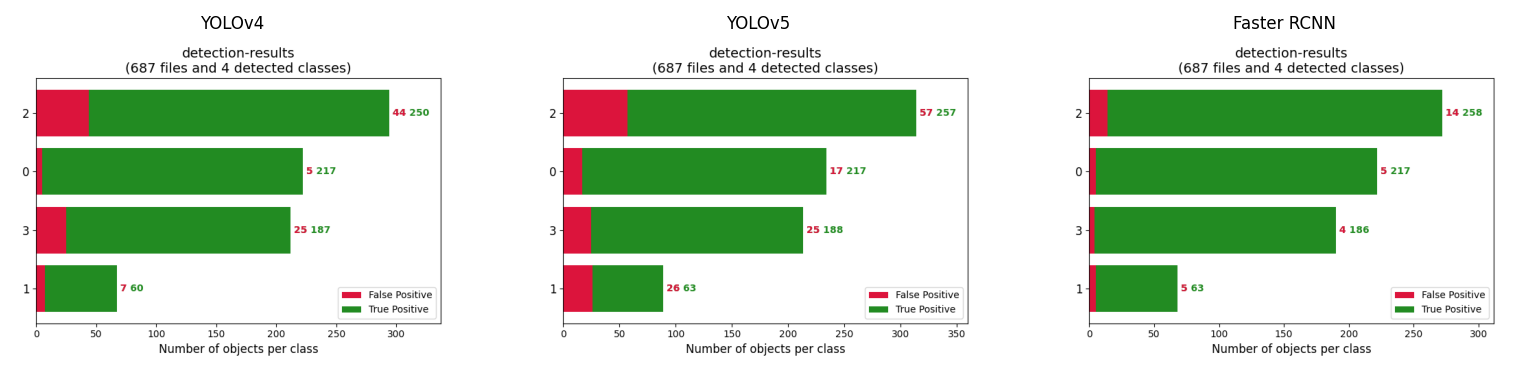 YOLOv4
detection-results
(687 files and 4 detected classes)
2
44 250
0
5 217
3
25 187
1
7 60
False Positive
True Positive
0 50 100 150 200 250 300
Number of objects per class
YOLOv5
detection-results
(687 files and 4 detected classes)
2
57 257
0
17 217
3
25 188
1
26 63
False Positive
True Positive
0 50 100 150 200 250 300 350
Number of objects per class
Faster RCNN
detection-results
(687 files and 4 detected classes)
2
14 258
0
5 217
3
4 186
1
5 63
False Positive
True Positive
0 50 100 150 200 250 300
Number of objects per class